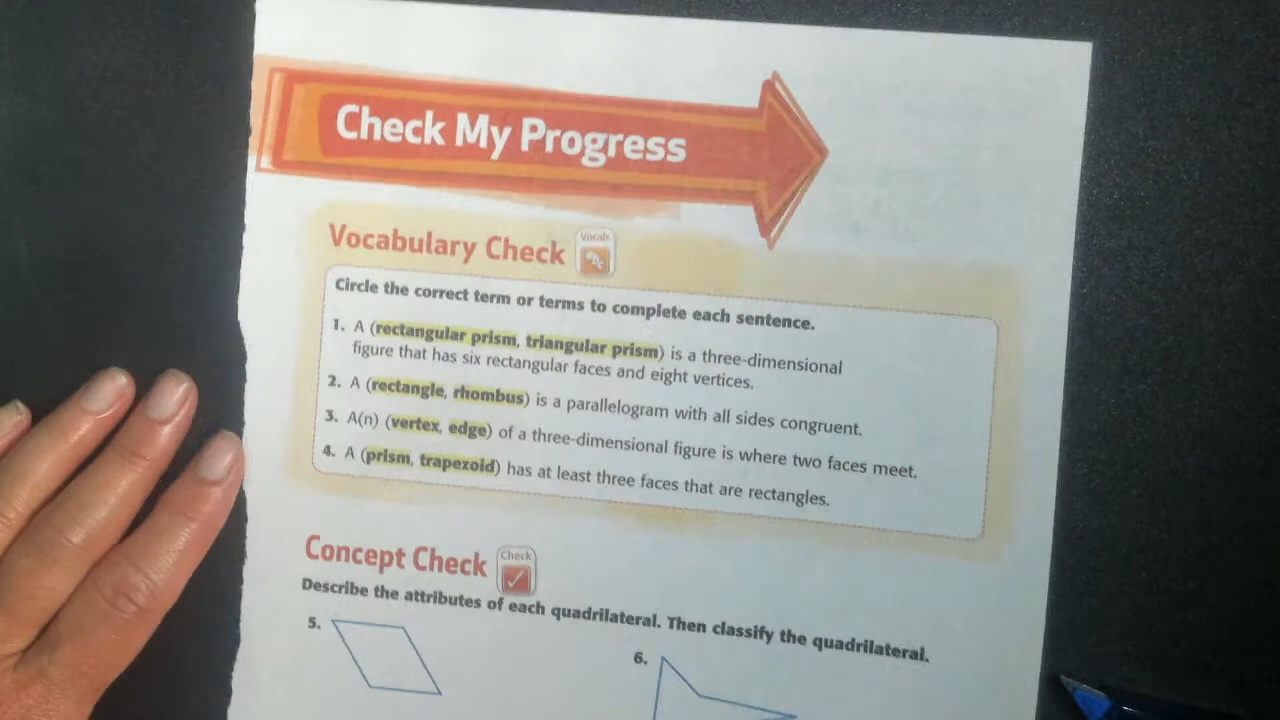 Check My Progress
Vocabulary Check
Vocab
abc
Circle the correct term or terms to complete each sentence.
1. A (rectangular prism, triangular prism) is a three-dimensional
figure that has six rectangular faces and eight vertices.
2. A (rectangle, rhombus) is a parallelogram with all sides congruent.
3. A(n) (vertex, edge) of a three-dimensional figure is where two faces meet.
4. A (prism, trapezoid) has at least three faces that are rectangles.
Concept Check
Check
Describe the attributes of each quadrilateral. Then classify the quadrilateral.
5.
6.